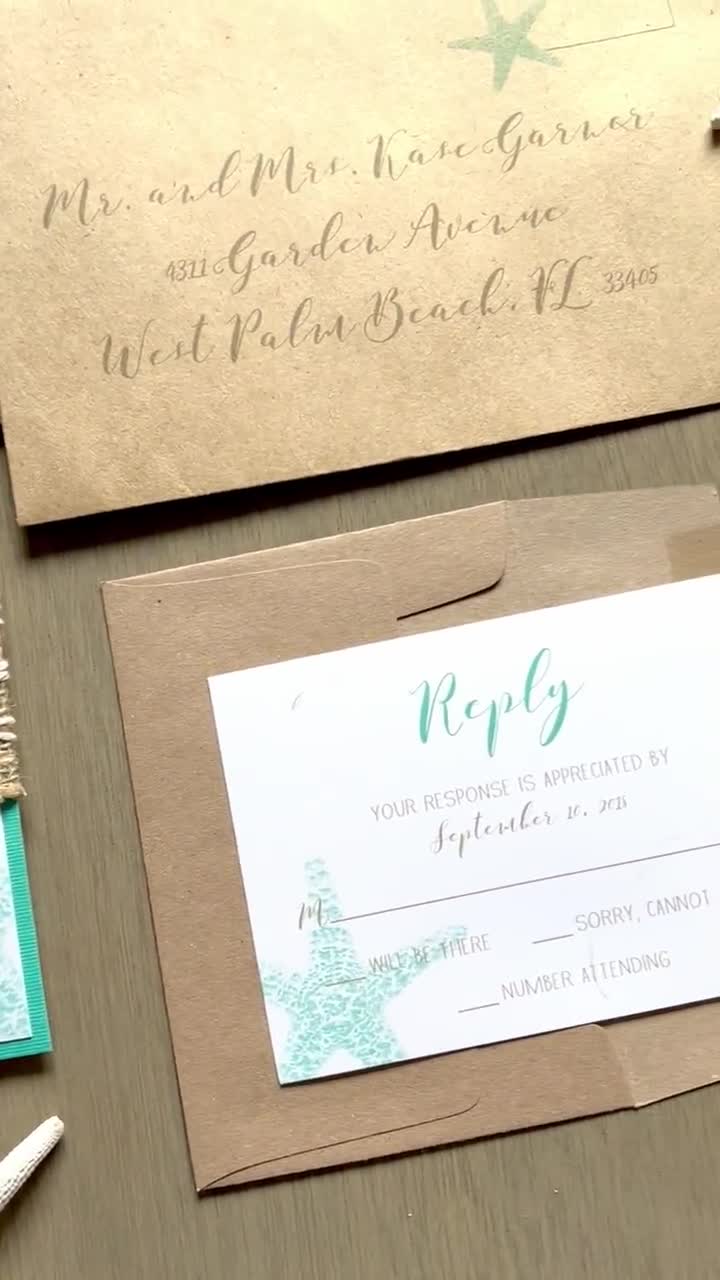 Mr. and Mrs. Kase Garnor
4311 Garden Avenue
West Palm Beach, FL 33405
Reply
YOUR RESPONSE IS APPRECIATED BY
September 10, 2018
M
WILL BE THERE
SORRY, CANNOT
NUMBER ATTENDING